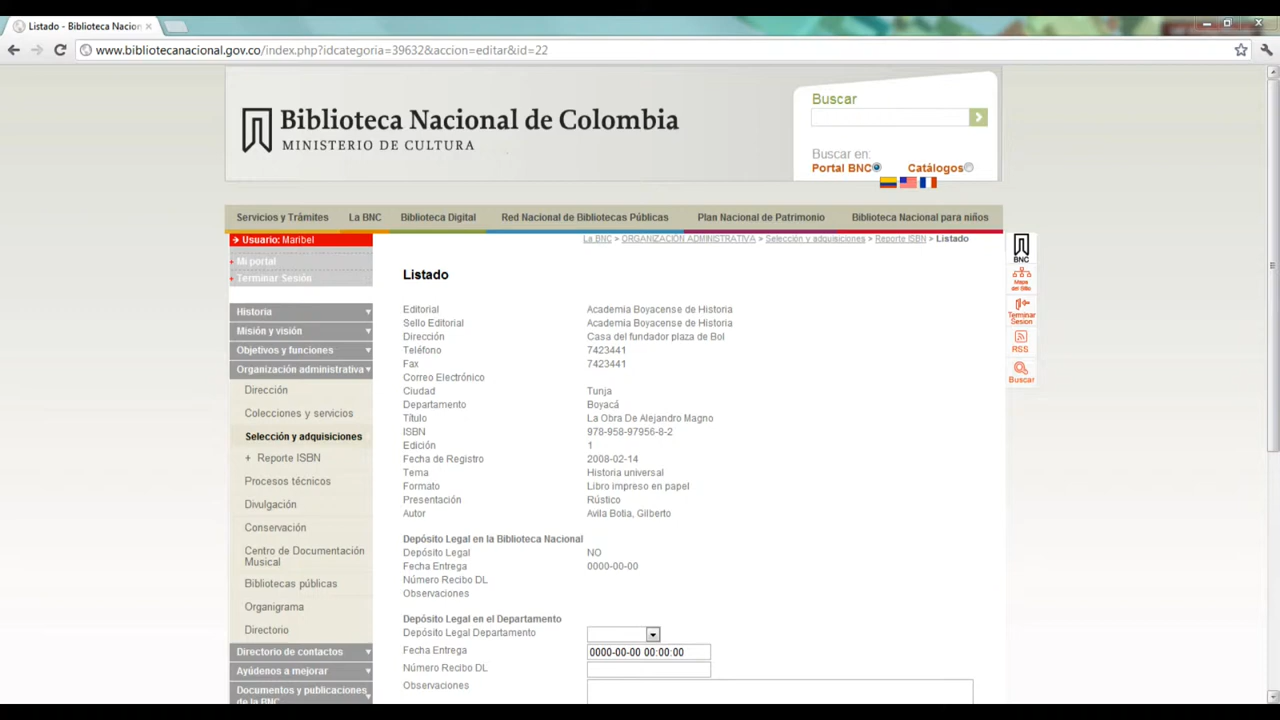 Listado - Biblioteca Nacion
www.bibliotecanacional.gov.co/index.php?idcategoria=39632&accion=editar&id=22
Biblioteca Nacional de Colombia
MINISTERIO DE CULTURA
Buscar
Buscar en:
Portal BNC Catálogos
Servicios y Trámites La BNC Biblioteca Digital Red Nacional de Bibliotecas Públicas Plan Nacional de Patrimonio Biblioteca Nacional para niños
Usuario: Maribel
Mi portal
Terminar Sesión
Historia
Misión y visión
Objetivos y funciones
Organización administrativa
Dirección
Colecciones y servicios
Selección y adquisiciones
+ Reporte ISBN
Procesos técnicos
Divulgación
Conservación
Centro de Documentación
Musical
Bibliotecas públicas
Organigrama
Directorio
Directorio de contactos
Ayúdenos a mejorar
Documentos y publicaciones
de la BNC
La BNC > ORGANIZACIÓN ADMINISTRATIVA > Selección y adquisiciones > Reporte ISBN > Listado
Listado
Editorial Academia Boyacense de Historia
Sello Editorial Academia Boyacense de Historia
Dirección Casa del fundador plaza de Bol
Teléfono 7423441
Fax 7423441
Correo Electrónico
Ciudad Tunja
Departamento Boyacá
Título La Obra De Alejandro Magno
ISBN 978-958-97956-8-2
Edición 1
Fecha de Registro 2008-02-14
Tema Historia universal
Formato Libro impreso en papel
Presentación Rústico
Autor Avila Botia, Gilberto
Depósito Legal en la Biblioteca Nacional
Depósito Legal NO
Fecha Entrega 0000-00-00
Número Recibo DL
Observaciones
Depósito Legal en el Departamento
Depósito Legal Departamento
Fecha Entrega 0000-00-00 00:00:00
Número Recibo DL
Observaciones
BNC
Mapa
del Sitio
Terminar
Sesion
RSS
Buscar